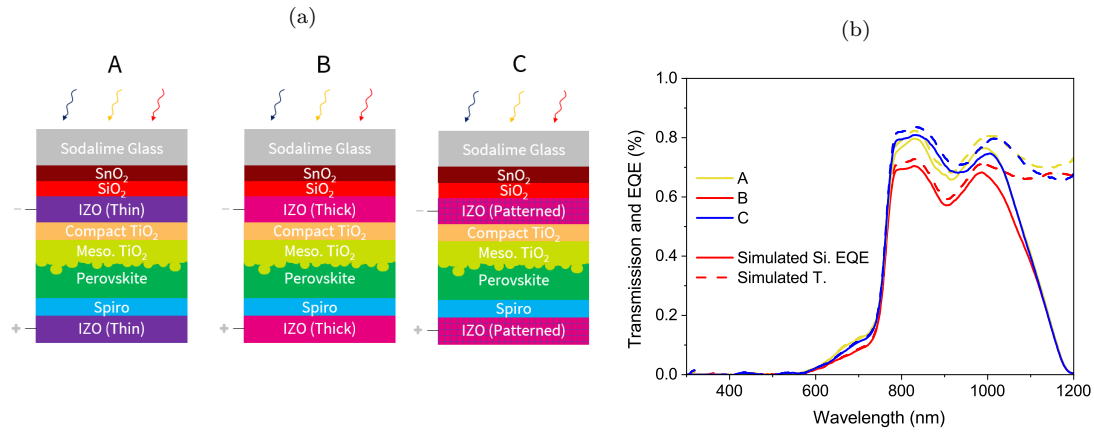 (a)
(b)
A
B
C
Sodalime Glass
SnO₂
SiO₂
IZO (Thin)
Compact TiO₂
Meso. TiO₂
Perovskite
Spiro
IZO (Thin)
−
+
Sodalime Glass
SnO₂
SiO₂
IZO (Thick)
Compact TiO₂
Meso. TiO₂
Perovskite
Spiro
IZO (Thick)
−
+
Sodalime Glass
SnO₂
SiO₂
IZO (Patterned)
Compact TiO₂
Meso. TiO₂
Perovskite
Spiro
IZO (Patterned)
−
+
Transmisson and EQE (%)
1.0
0.8
0.6
0.4
0.2
0.0
A
B
C
Simulated Si. EQE
Simulated T.
400 600 800 1000 1200
Wavelength (nm)